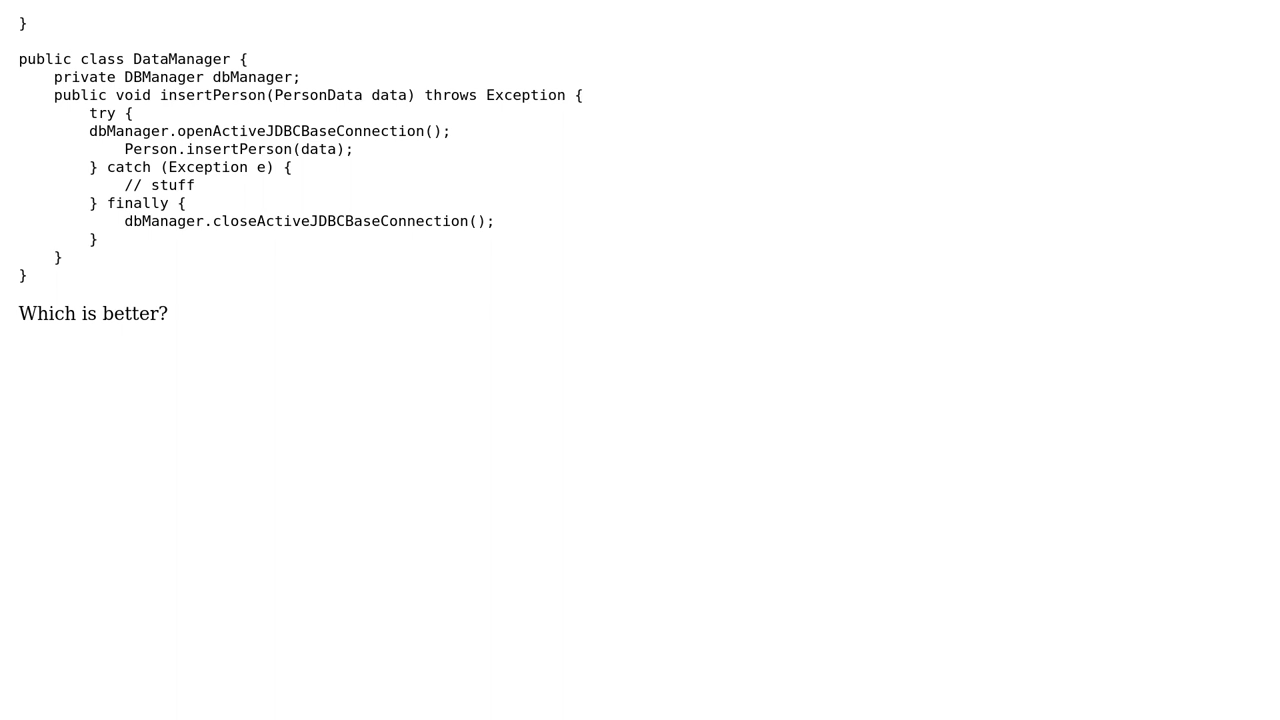 }

public class DataManager {
    private DBManager dbManager;
    public void insertPerson(PersonData data) throws Exception {
        try {
        dbManager.openActiveJDBCBaseConnection();
            Person.insertPerson(data);
        } catch (Exception e) {
            // stuff
        } finally {
            dbManager.closeActiveJDBCBaseConnection();
        }
    }
}
Which is better?